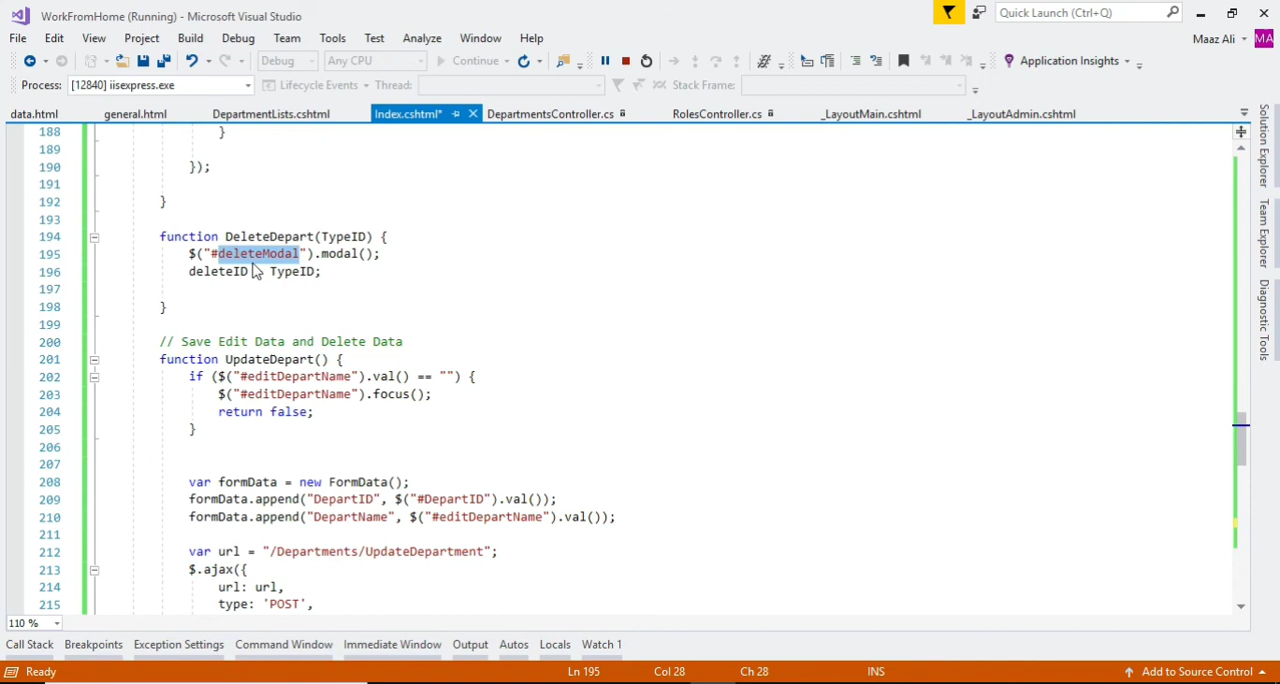 WorkFromHome (Running) - Microsoft Visual Studio
Quick Launch (Ctrl+Q)
File Edit View Project Build Debug Team Tools Test Analyze Window Help
Maaz Ali MA
Debug Any CPU Continue Application Insights
Process: [12840] iisexpress.exe Lifecycle Events Thread: Stack Frame:
data.html general.html DepartmentLists.cshtml Index.cshtml* DepartmentsController.cs RolesController.cs _LayoutMain.cshtml _LayoutAdmin.cshtml
Solution Explorer
Team Explorer
Diagnostic Tools
188 }
189
190 });
191
192 }
193
194 function DeleteDepart(TypeID) {
195 $("#deleteModal").modal();
196 deleteID TypeID;
197
198 }
199
200 // Save Edit Data and Delete Data
201 function UpdateDepart() {
202 if ($("#editDepartName").val() == "") {
203 $("#editDepartName").focus();
204 return false;
205 }
206
207
208 var formData = new FormData();
209 formData.append("DepartID", $("#DepartID").val());
210 formData.append("DepartName", $("#editDepartName").val());
211
212 var url = "/Departments/UpdateDepartment";
213 $.ajax({
214 url: url,
215 type: 'POST',
110 %
Call Stack Breakpoints Exception Settings Command Window Immediate Window Output Autos Locals Watch 1
Ready Ln 195 Col 28 Ch 28 INS Add to Source Control